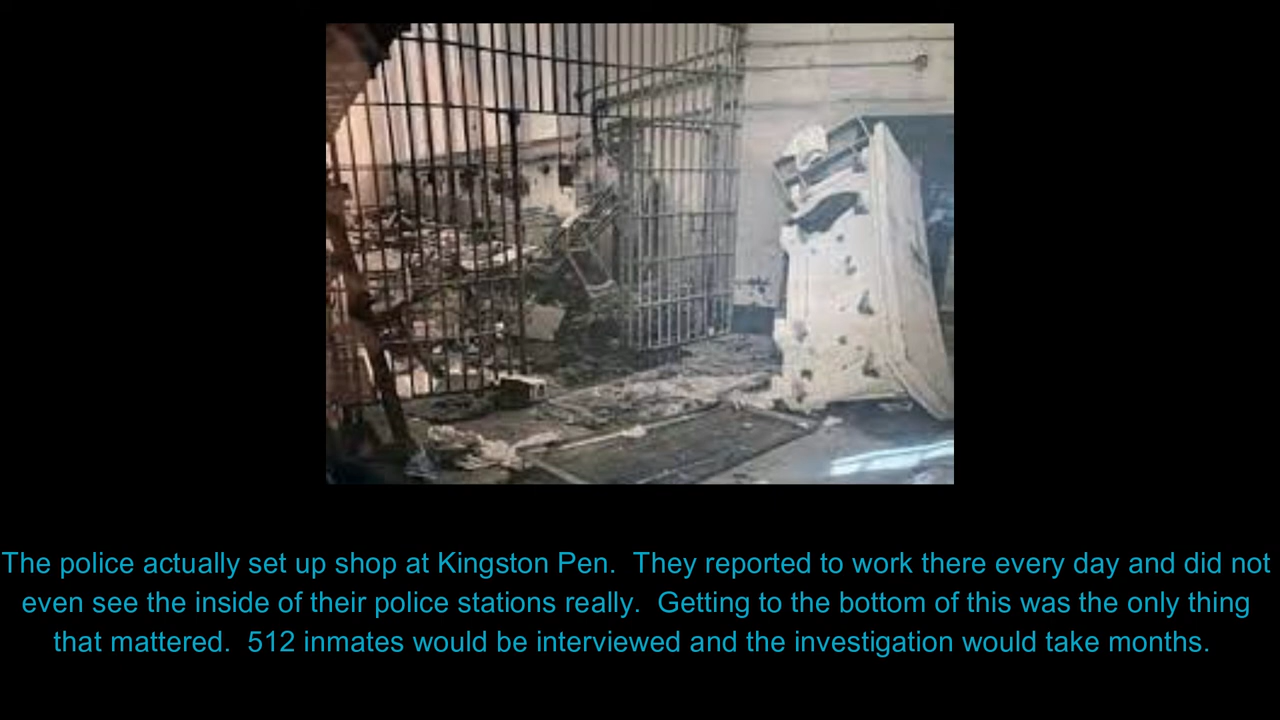 The police actually set up shop at Kingston Pen.  They reported to work there every day and did not
even see the inside of their police stations really.  Getting to the bottom of this was the only thing
that mattered.  512 inmates would be interviewed and the investigation would take months.